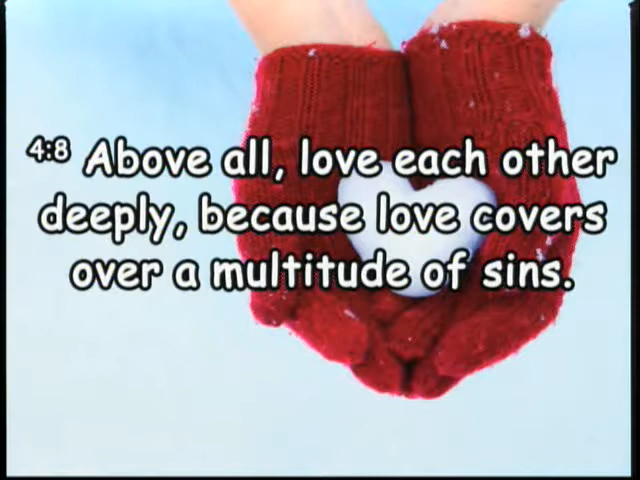 4:8 Above all, love each other
deeply, because love covers
over a multitude of sins.